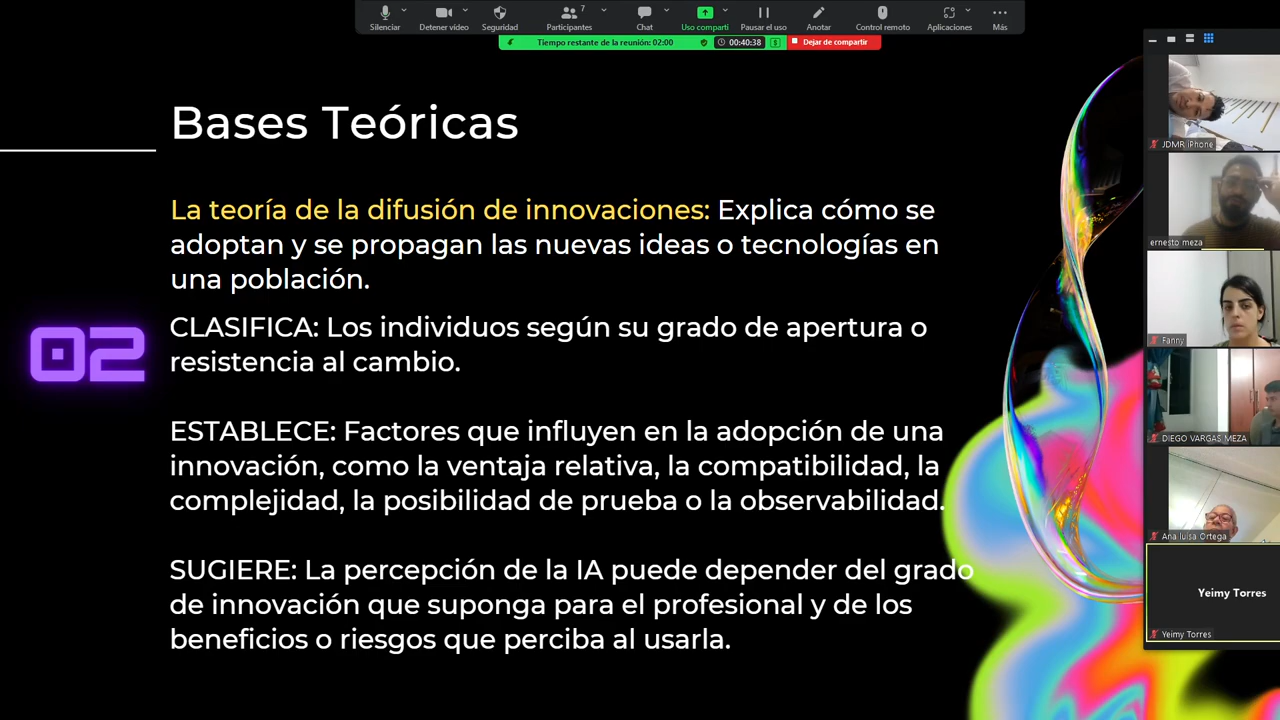 Silenciar
Detener vídeo
Seguridad
Participantes
7
Chat
Uso comparti
Pausar el uso
Anotar
Control remoto
Aplicaciones
Más
Tiempo restante de la reunión: 02:00
00:40:38
Dejar de compartir
Bases Teóricas
La teoría de la difusión de innovaciones: Explica cómo se
adoptan y se propagan las nuevas ideas o tecnologías en
una población.
02
CLASIFICA: Los individuos según su grado de apertura o
resistencia al cambio.
ESTABLECE: Factores que influyen en la adopción de una
innovación, como la ventaja relativa, la compatibilidad, la
complejidad, la posibilidad de prueba o la observabilidad.
SUGIERE: La percepción de la IA puede depender del grado
de innovación que suponga para el profesional y de los
beneficios o riesgos que perciba al usarla.
JDMR iPhone
ernesto meza
Fanny
DIEGO VARGAS MEZA
Ana luisa Ortega
Yeimy Torres
Yeimy Torres